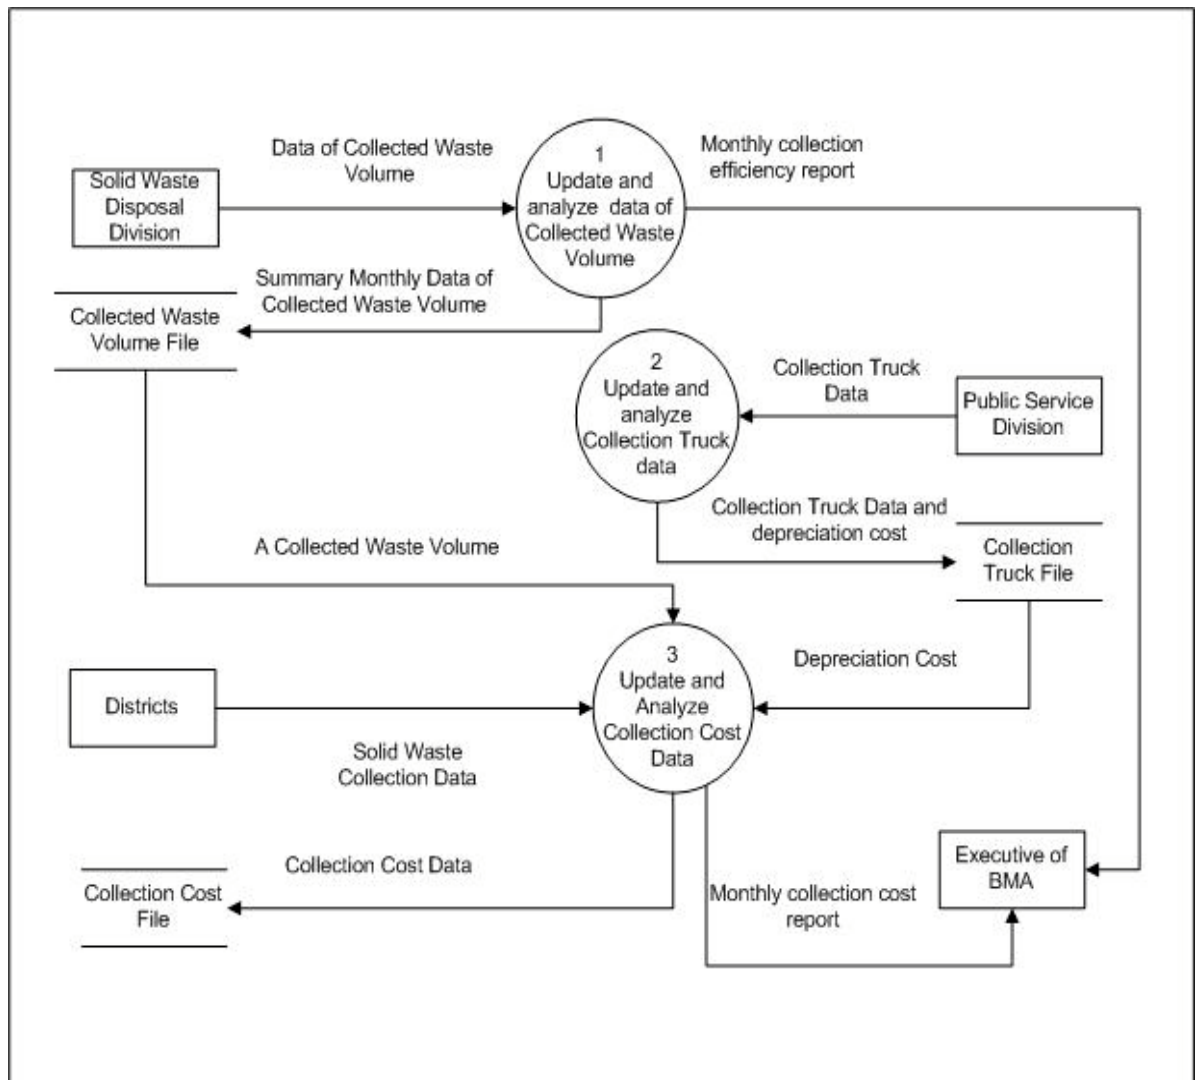 Data of Collected Waste
Volume
Monthly collection
efficiency report
Solid Waste
Disposal
Division
1
Update and
analyze data of
Collected Waste
Volume
Summary Monthly Data of
Collected Waste Volume
Collected Waste
Volume File
2
Update and
analyze
Collection Truck
data
Collection Truck
Data
Public Service
Division
Collection Truck Data and
depreciation cost
Collection
Truck File
A Collected Waste Volume
3
Update and
Analyze
Collection Cost
Data
Depreciation Cost
Districts
Solid Waste
Collection Data
Collection Cost Data
Collection Cost
File
Monthly collection cost
report
Executive of
BMA